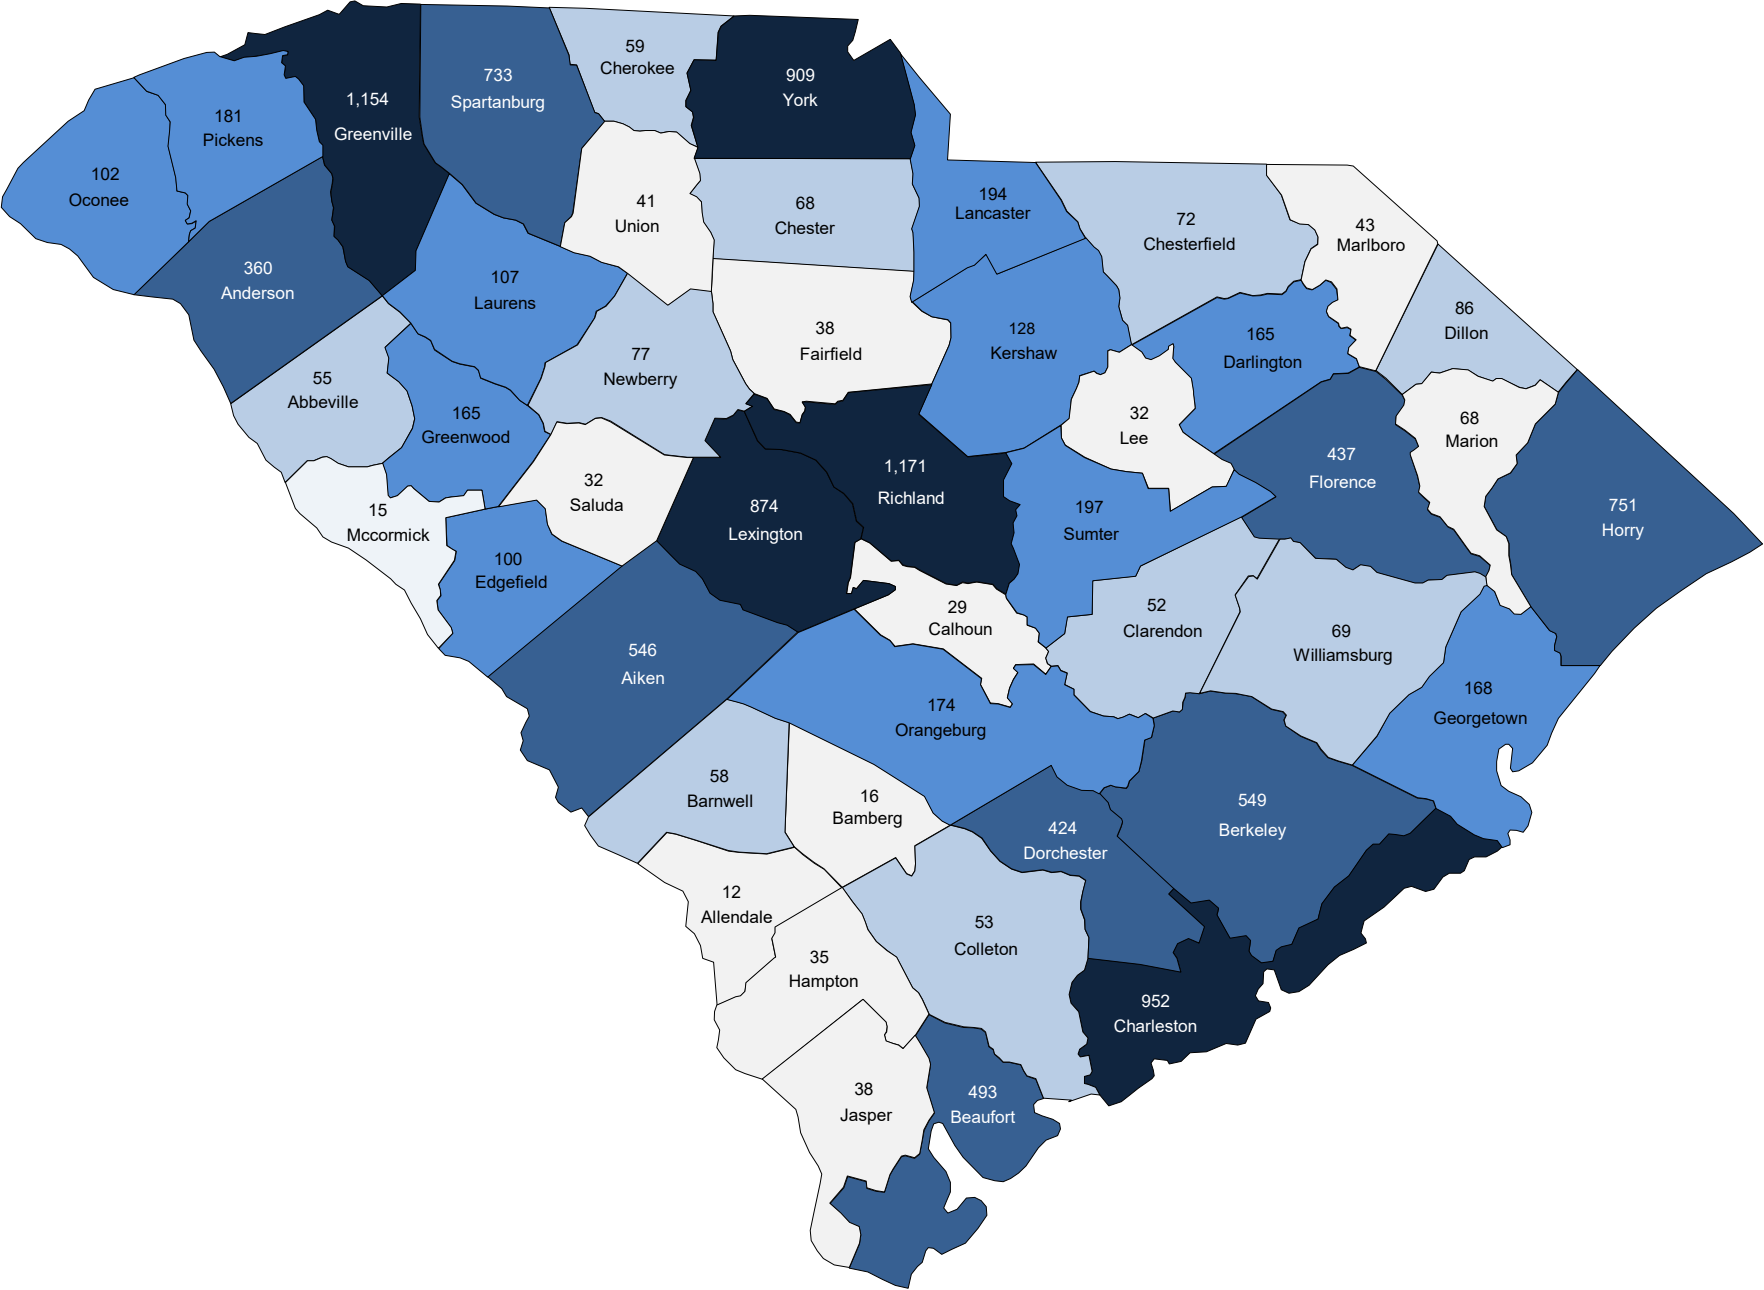 59
Cherokee
733
Spartanburg
909
York
1,154
Greenville
181
Pickens
102
Oconee
41
Union
68
Chester
194
Lancaster
72
Chesterfield
43
Marlboro
360
Anderson
107
Laurens
86
Dillon
38
Fairfield
128
Kershaw
165
Darlington
77
Newberry
55
Abbeville
165
Greenwood
32
Lee
68
Marion
437
Florence
1,171
Richland
32
Saluda
874
Lexington
197
Sumter
751
Horry
15
Mccormick
100
Edgefield
29
Calhoun
52
Clarendon
69
Williamsburg
546
Aiken
174
Orangeburg
168
Georgetown
58
Barnwell
16
Bamberg
549
Berkeley
424
Dorchester
12
Allendale
53
Colleton
35
Hampton
952
Charleston
38
Jasper
493
Beaufort